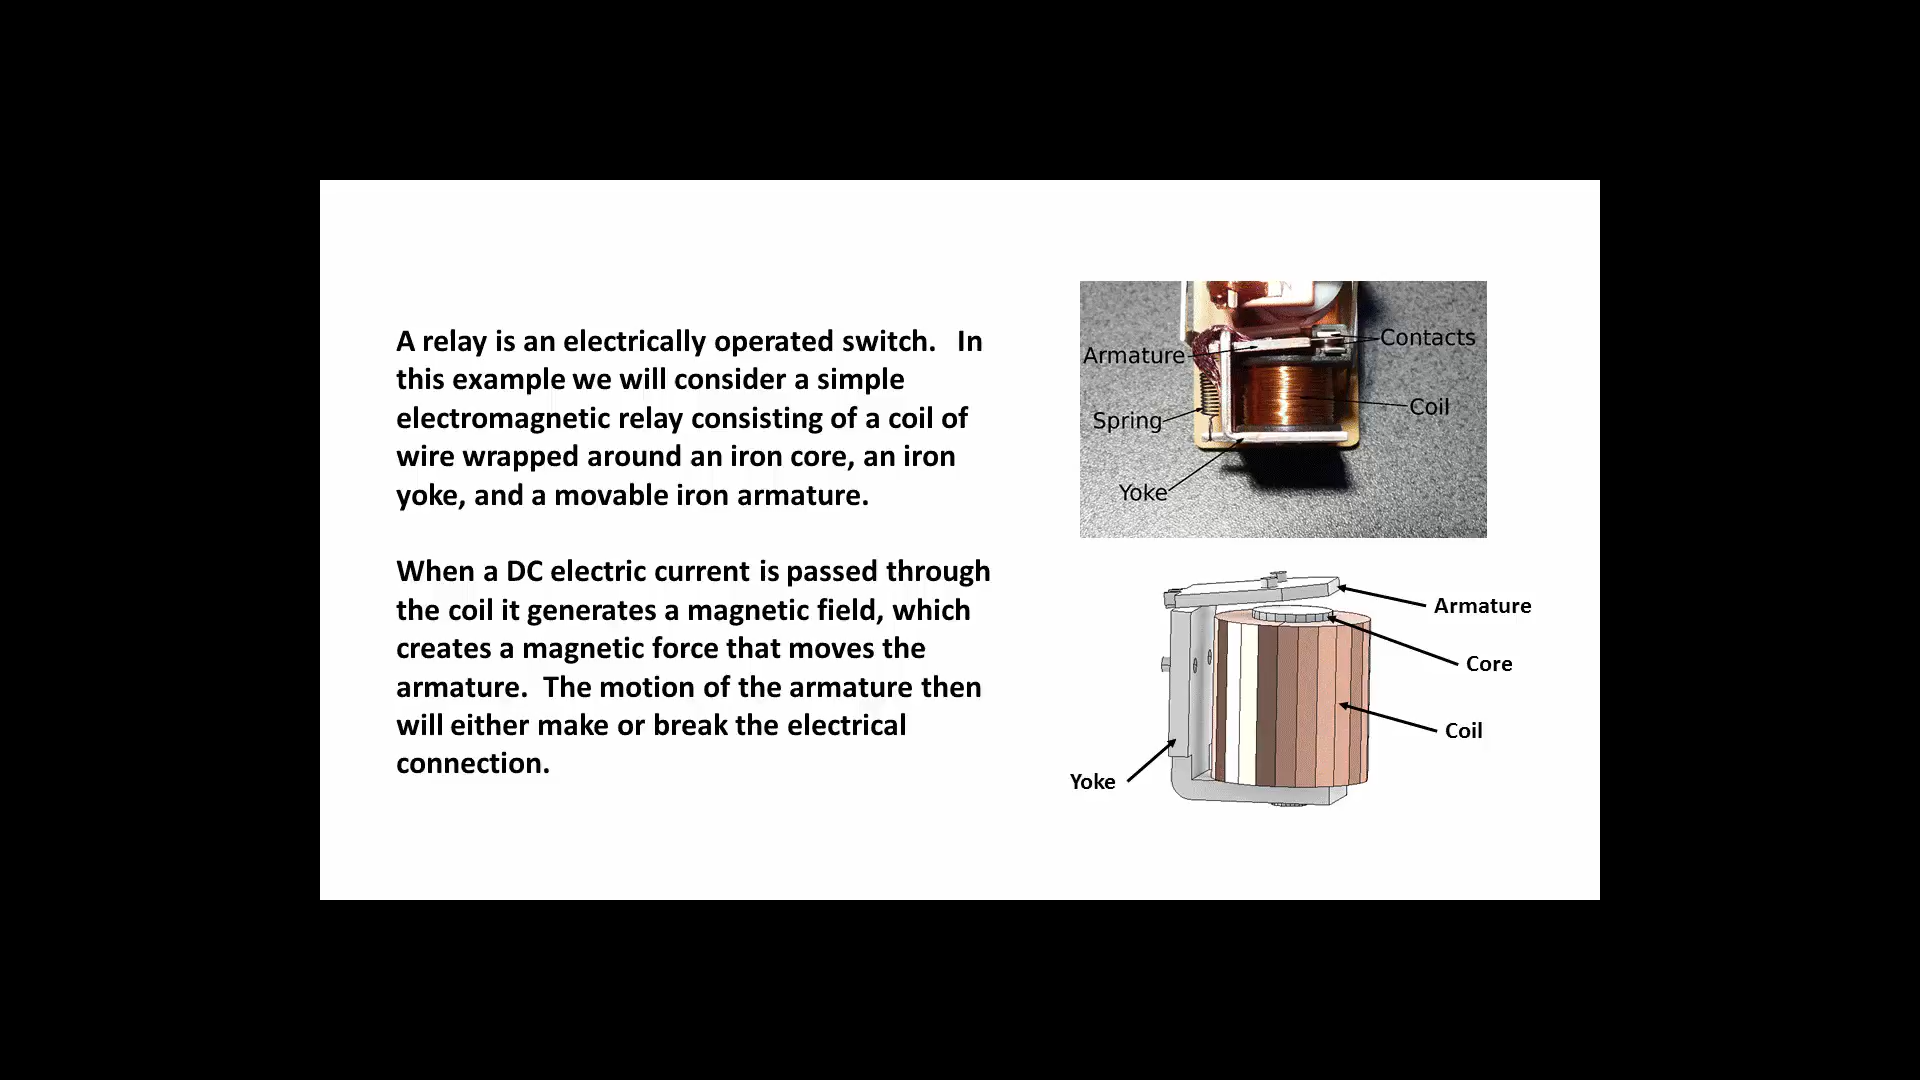 A relay is an electrically operated switch.   In
this example we will consider a simple
electromagnetic relay consisting of a coil of
wire wrapped around an iron core, an iron
yoke, and a movable iron armature.
When a DC electric current is passed through
the coil it generates a magnetic field, which
creates a magnetic force that moves the
armature.  The motion of the armature then
will either make or break the electrical
connection.
Contacts
Armature
Coil
Spring
Yoke
Armature
Core
Coil
Yoke